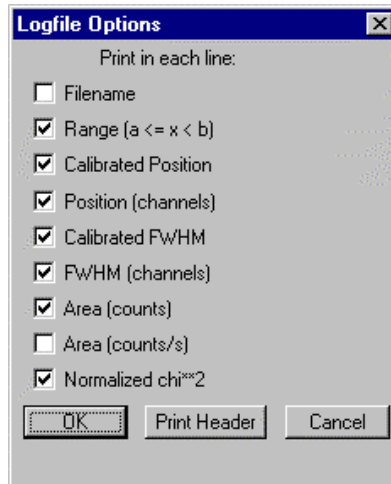 Logfile Options
Print in each line:
Filename
Range (a <= x < b)
Calibrated Position
Position (channels)
Calibrated FWHM
FWHM (channels)
Area (counts)
Area (counts/s)
Normalized chi**2
OK Print Header Cancel